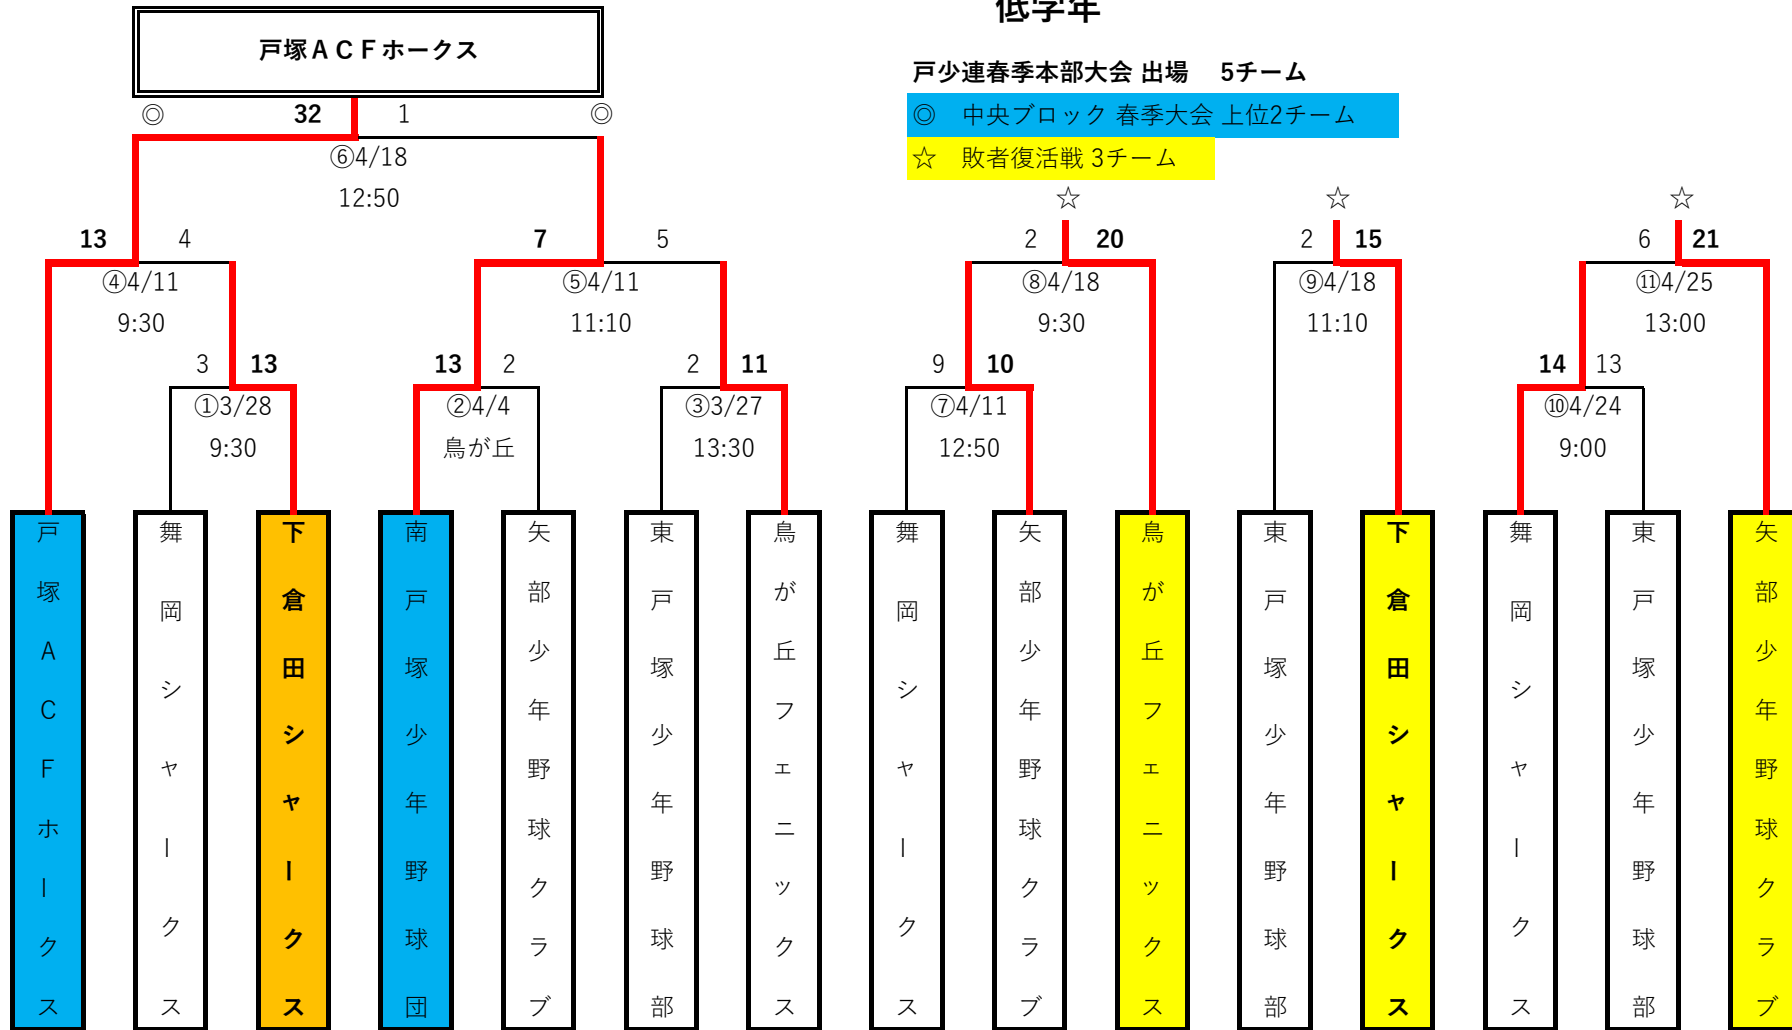 低学年
戸塚ＡＣＦホークス
戸少連春季本部大会 出場　5チーム
◎　中央ブロック 春季大会 上位2チーム
☆　敗者復活戦 3チーム
◎ 32 1 ◎
⑥4/18
12:50
☆ ☆ ☆
13 4 7 5 2 20 2 15 6 21
④4/11 ⑤4/11 ⑧4/18 ⑨4/18 ⑪4/25
9:30 11:10 9:30 11:10 13:00
3 13 13 2 2 11 9 10 14 13
①3/28 ②4/4 ③3/27 ⑦4/11 ⑩4/24
9:30 鳥が丘 13:30 12:50 9:00
戸塚ＡＣＦホークス
舞岡シャークス
下倉田シャークス
南戸塚少年野球団
矢部少年野球クラブ
東戸塚少年野球部
鳥が丘フェニックス
舞岡シャークス
矢部少年野球クラブ
鳥が丘フェニックス
東戸塚少年野球部
下倉田シャークス
舞岡シャークス
東戸塚少年野球部
矢部少年野球クラブ